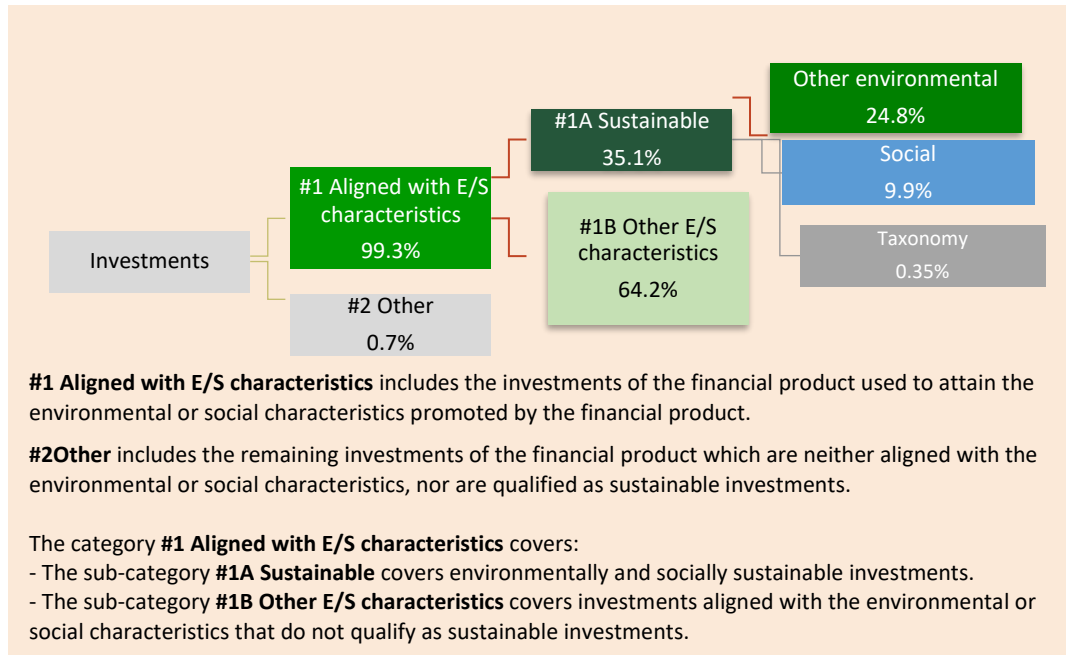 Investments
#1 Aligned with E/S
characteristics
99.3%
#2 Other
0.7%
#1A Sustainable
35.1%
#1B Other E/S
characteristics
64.2%
Other environmental
24.8%
Social
9.9%
Taxonomy
0.35%
#1 Aligned with E/S characteristics includes the investments of the financial product used to attain the
environmental or social characteristics promoted by the financial product.
#2Other includes the remaining investments of the financial product which are neither aligned with the
environmental or social characteristics, nor are qualified as sustainable investments.
The category #1 Aligned with E/S characteristics covers:
- The sub-category #1A Sustainable covers environmentally and socially sustainable investments.
- The sub-category #1B Other E/S characteristics covers investments aligned with the environmental or
social characteristics that do not qualify as sustainable investments.